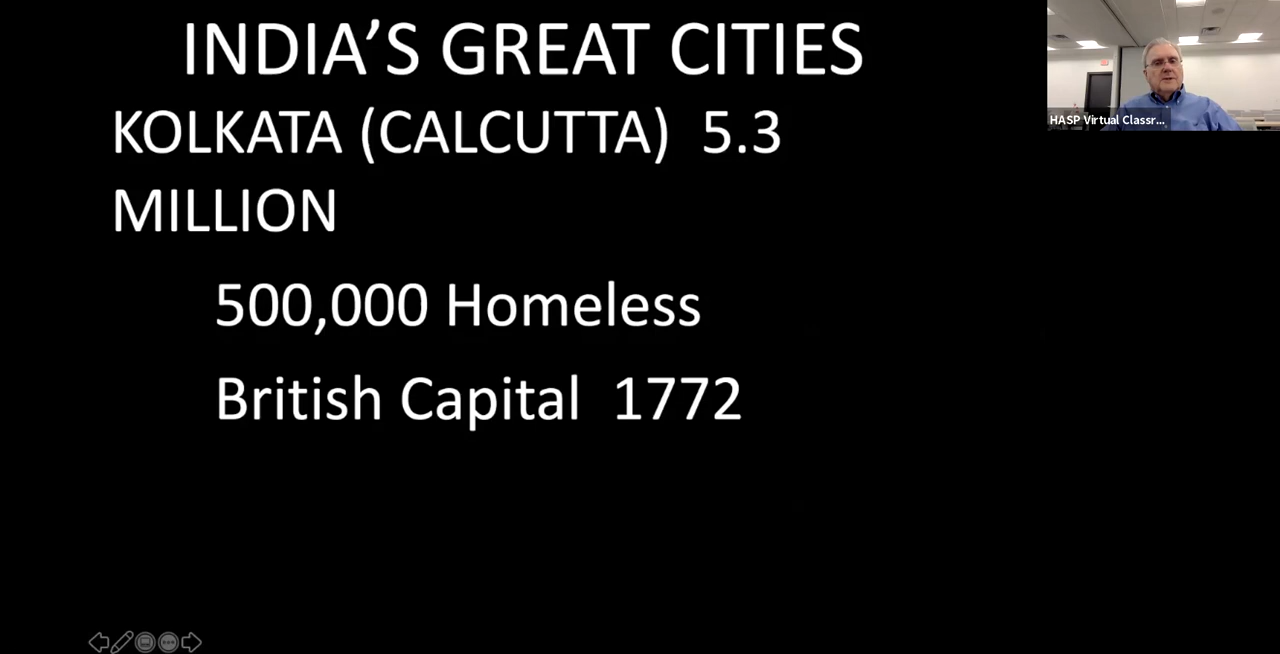 INDIA’S GREAT CITIES
KOLKATA (CALCUTTA)  5.3
MILLION
500,000 Homeless
British Capital  1772
HASP Virtual Classr...